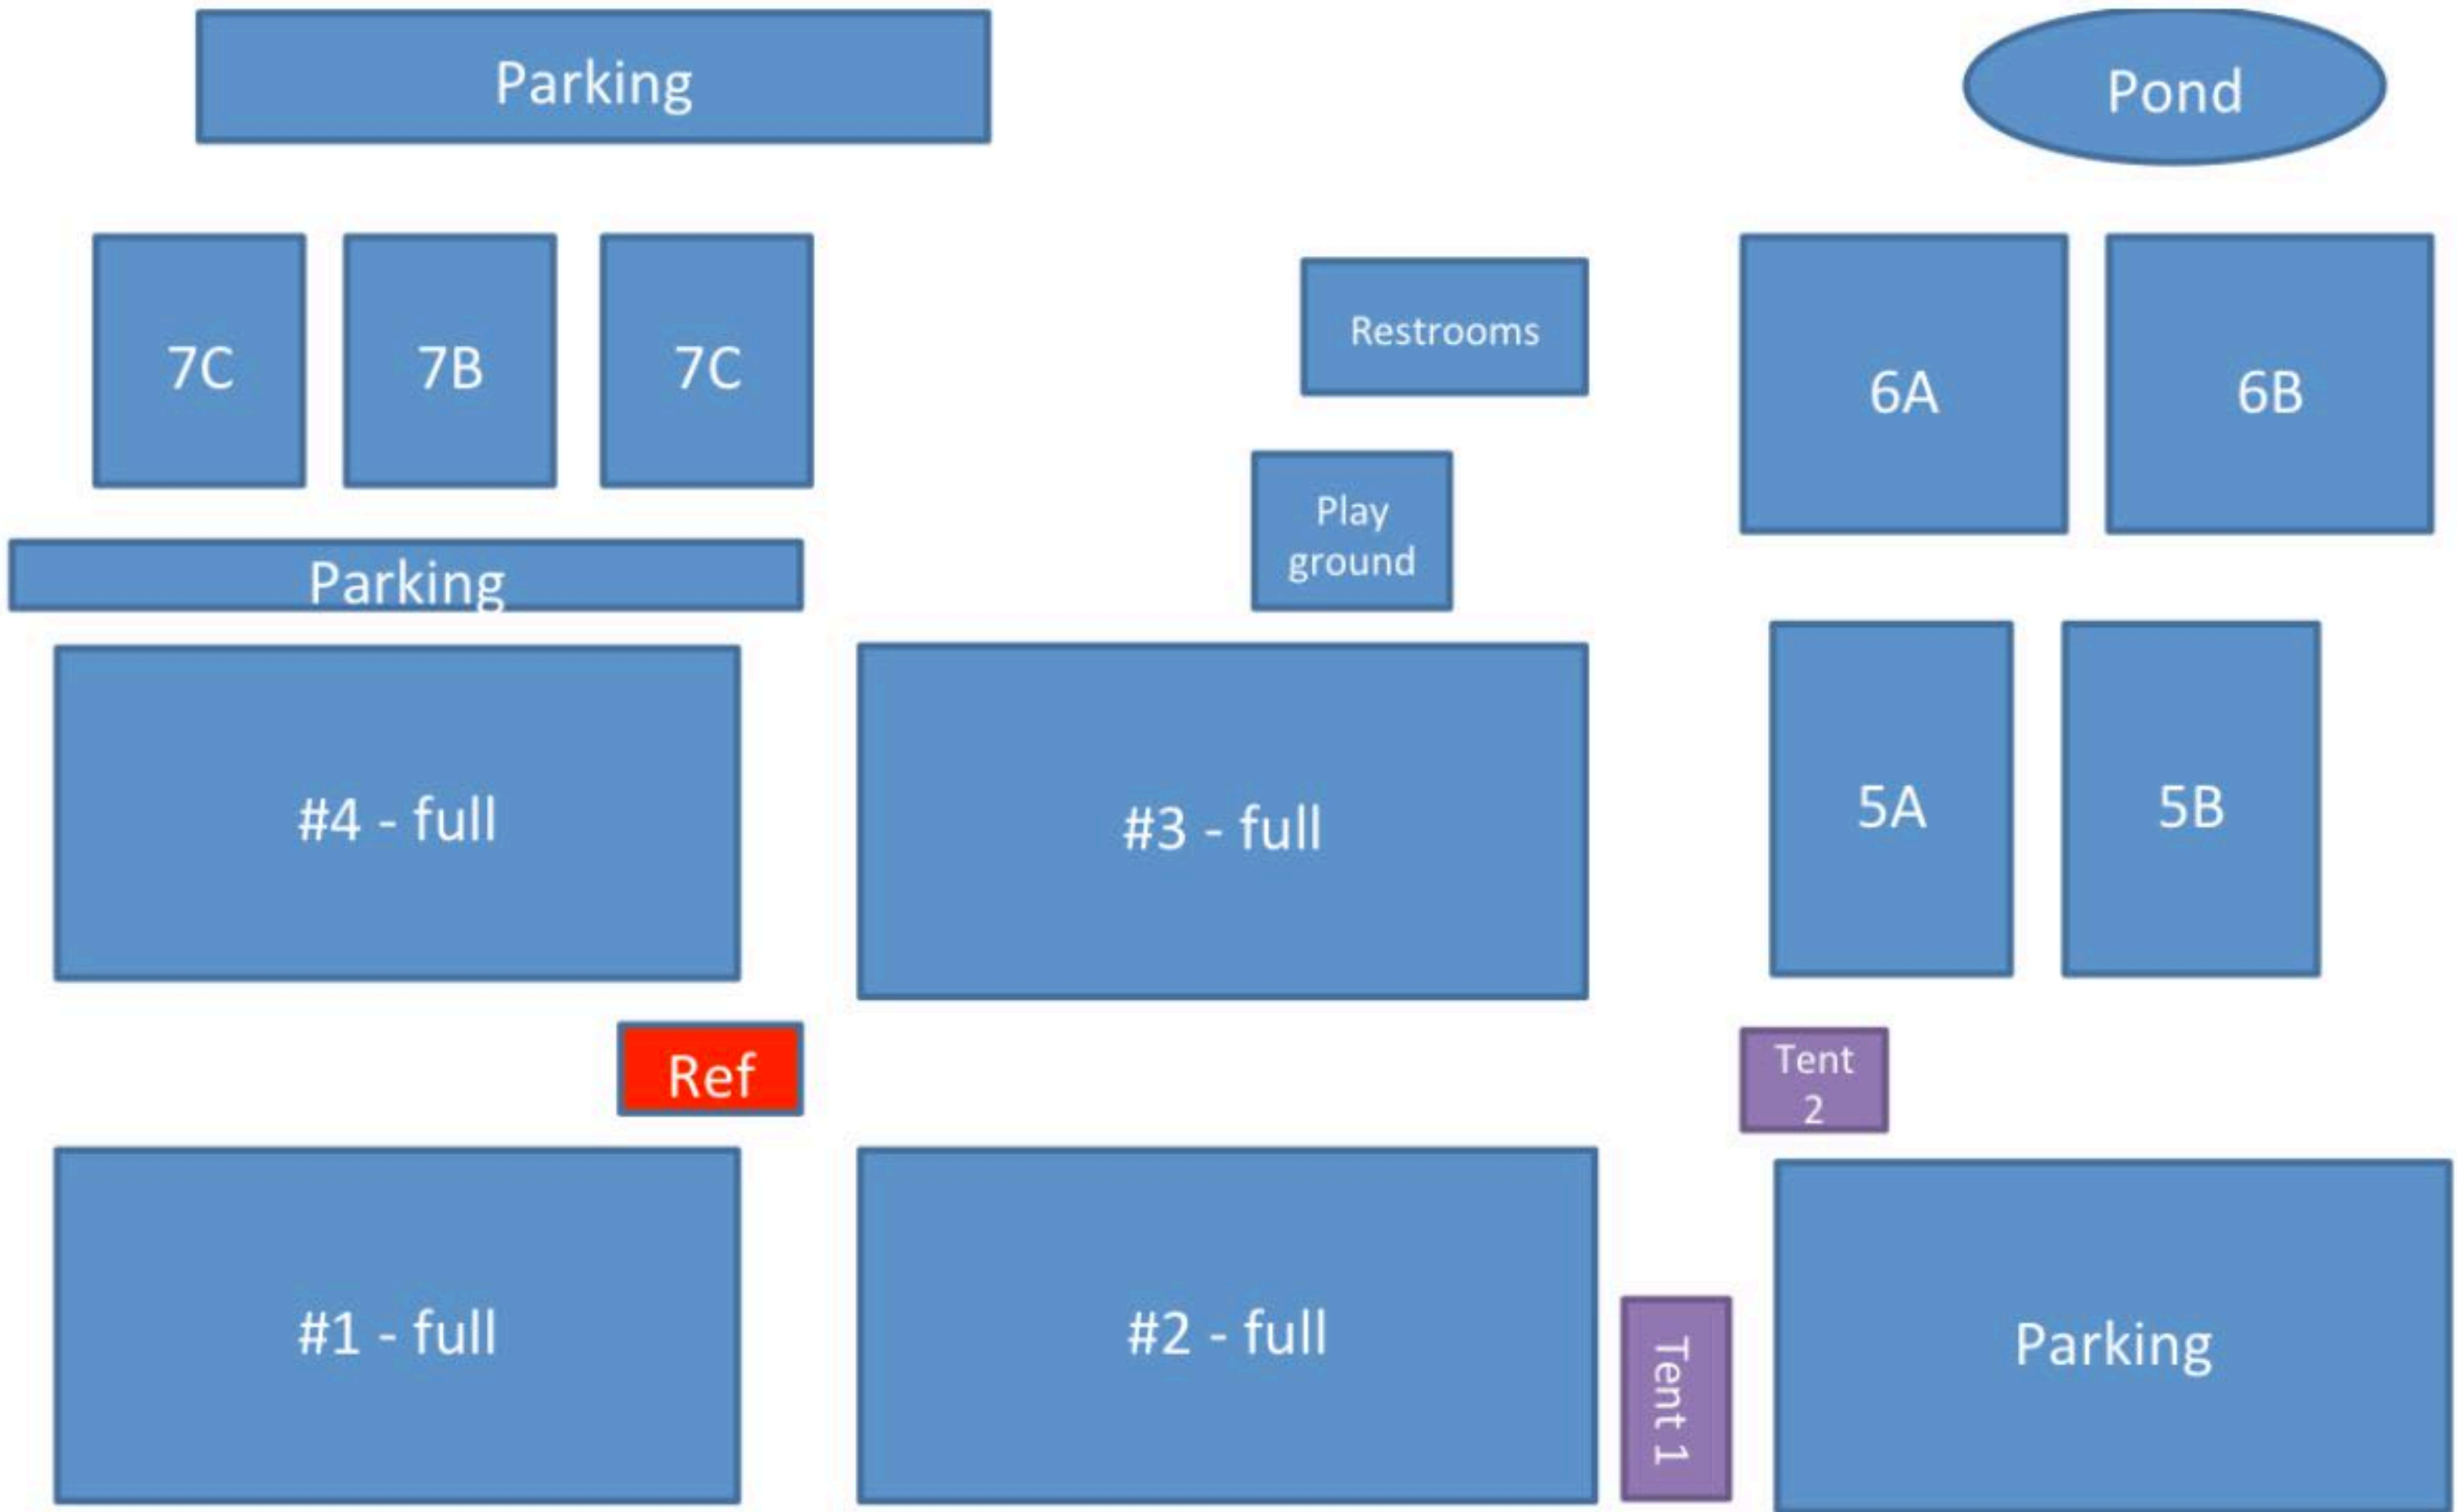 Parking
Pond
7C
7B
7C
Restrooms
6A
6B
Play
ground
Parking
#4 - full
#3 - full
5A
5B
Ref
Tent
2
#1 - full
#2 - full
Tent 1
Parking